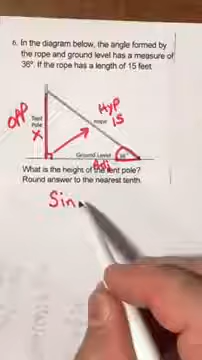 6. In the diagram below, the angle formed by
the rope and ground level has a measure of
36°. If the rope has a length of 15 feet
OPP
Tent
Pole
X
Hyp
Rope 15
Ground Level
36°
Adj
What is the height of the tent pole?
Round answer to the nearest tenth.
Sin